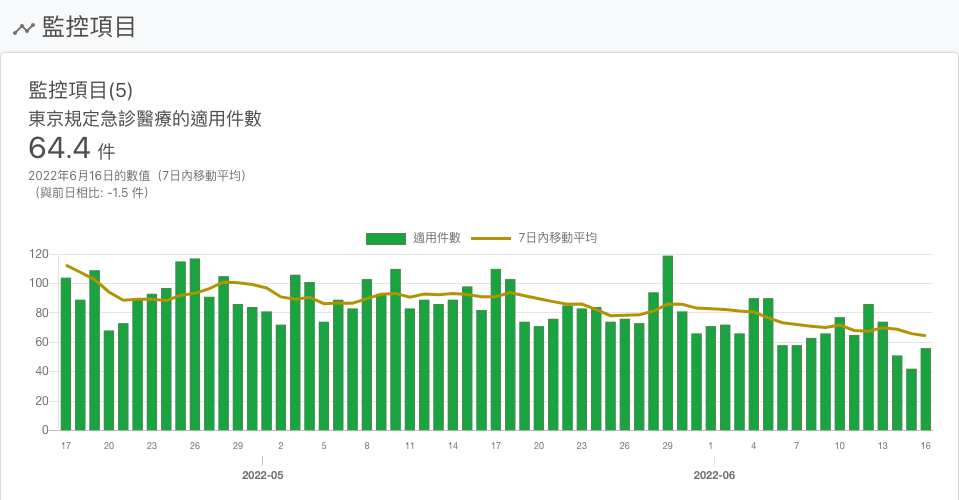 監控項目
監控項目(5)
東京規定急診醫療的適用件數
64.4 件
2022年6月16日的數值（7日內移動平均）
（與前日相比: -1.5 件）
適用件數 7日內移動平均
120
100
80
60
40
20
0
17 20 23 26 29 2 5 8 11 14 17 20 23 26 29 1 4 7 10 13 16
2022-05 2022-06